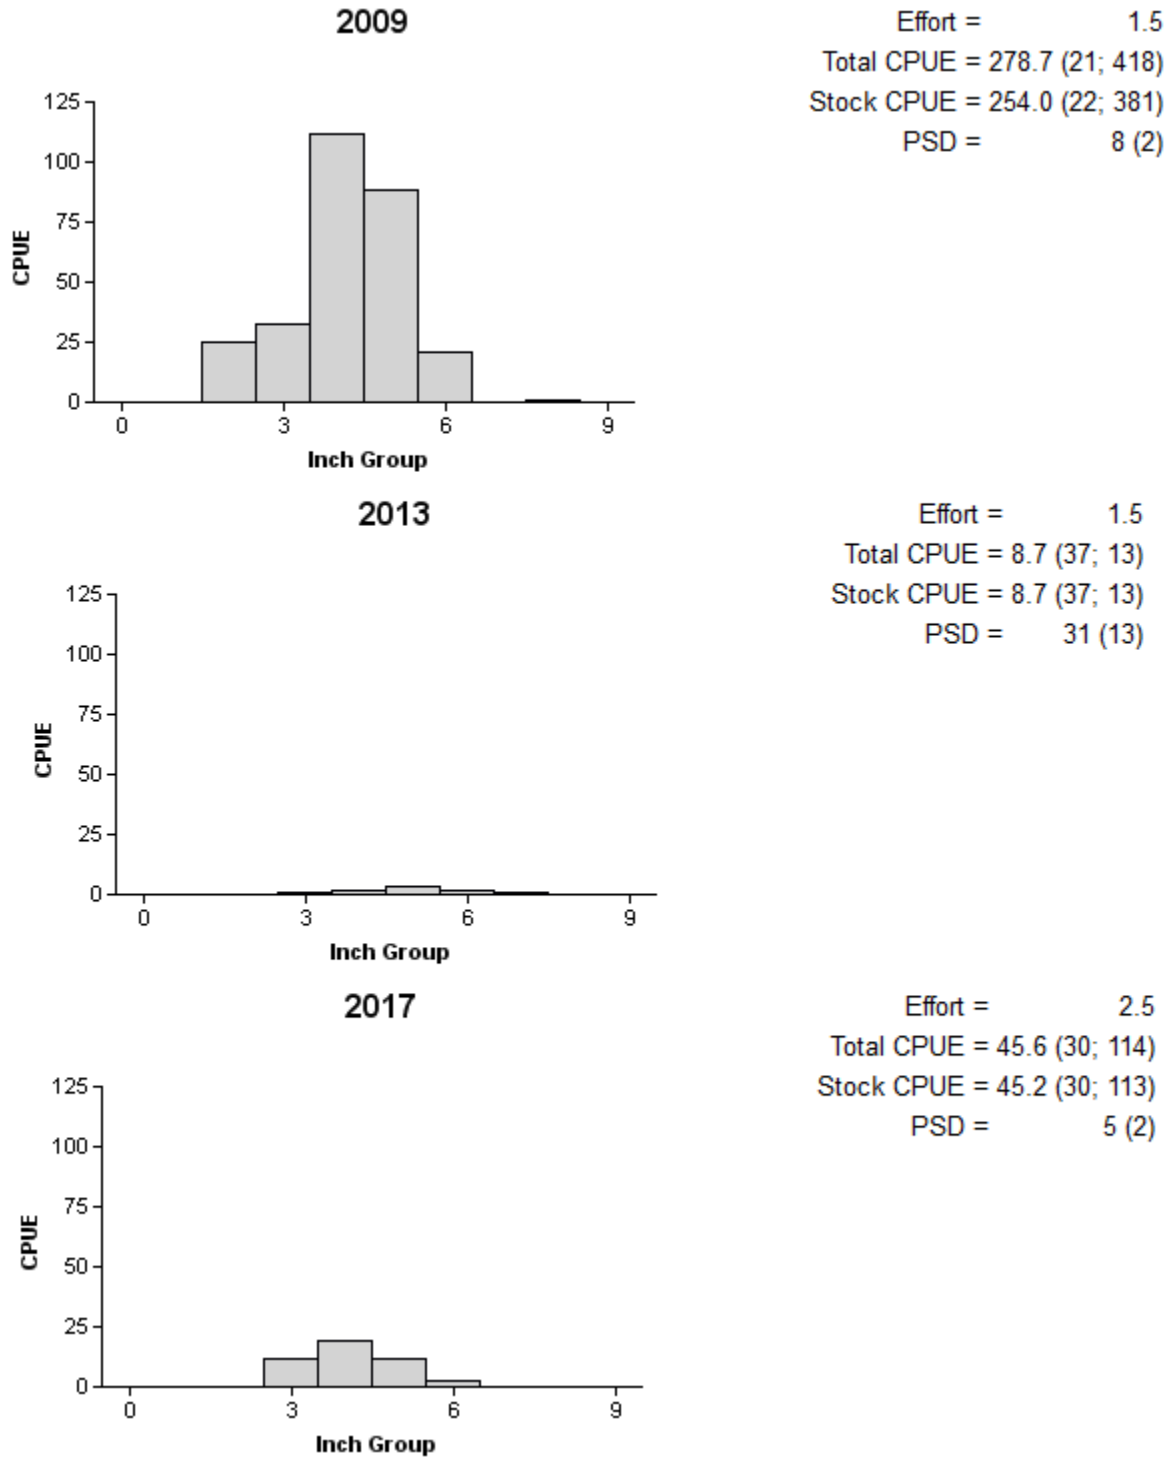 2009
Effort = 1.5
Total CPUE = 278.7 (21; 418)
Stock CPUE = 254.0 (22; 381)
PSD = 8 (2)
125
100
75
50
25
0
CPUE
0 3 6 9
Inch Group
2013
Effort = 1.5
Total CPUE = 8.7 (37; 13)
Stock CPUE = 8.7 (37; 13)
PSD = 31 (13)
125
100
75
50
25
0
CPUE
0 3 6 9
Inch Group
2017
Effort = 2.5
Total CPUE = 45.6 (30; 114)
Stock CPUE = 45.2 (30; 113)
PSD = 5 (2)
125
100
75
50
25
0
CPUE
0 3 6 9
Inch Group